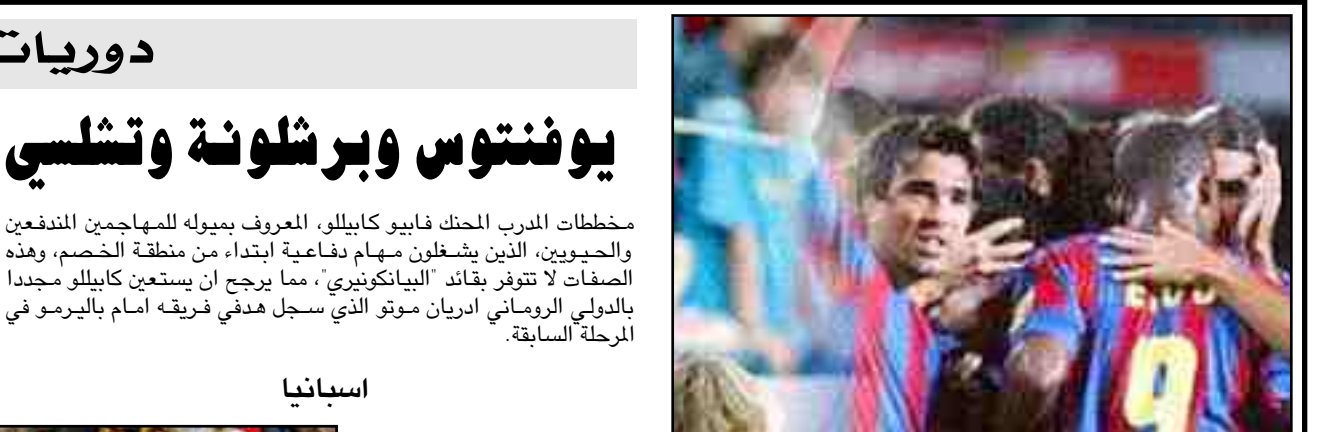 دوريات
يوفنتوس وبرشلونة وتشلسي
مخططات المدرب المحنك فابيو كابيللو، المعروف بميوله للمهاجمين المندفعين
والحيويين، الذين يشغلون مهام دفاعية ابتداء من منطقة الخصم، وهذه
الصفات لا تتوفر بقائد "البيانكونيري"، مما يرجح ان يستعين كابيللو مجددا
بالدولي الروماني ادريان موتو الذي سجل هدفي فريقه امام باليرمو في
المرحلة السابقة.
اسبانيا
9